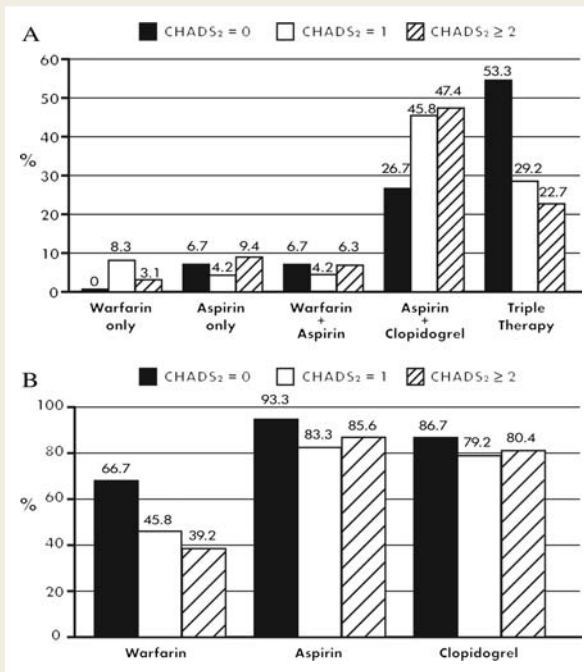 A
CHADS₂ = 0 CHADS₂ = 1 CHADS₂ ≥ 2
60
50
40
%
30
20
10
0
0 8.3 3.1 6.7 4.2 9.4 6.7 4.2 6.3 26.7 45.8 47.4 53.3 29.2 22.7
Warfarin only
Aspirin only
Warfarin + Aspirin
Aspirin + Clopidogrel
Triple Therapy
B
CHADS₂ = 0 CHADS₂ = 1 CHADS₂ ≥ 2
100
80
60
%
40
20
0
66.7 45.8 39.2 93.3 83.3 85.6 86.7 79.2 80.4
Warfarin Aspirin Clopidogrel